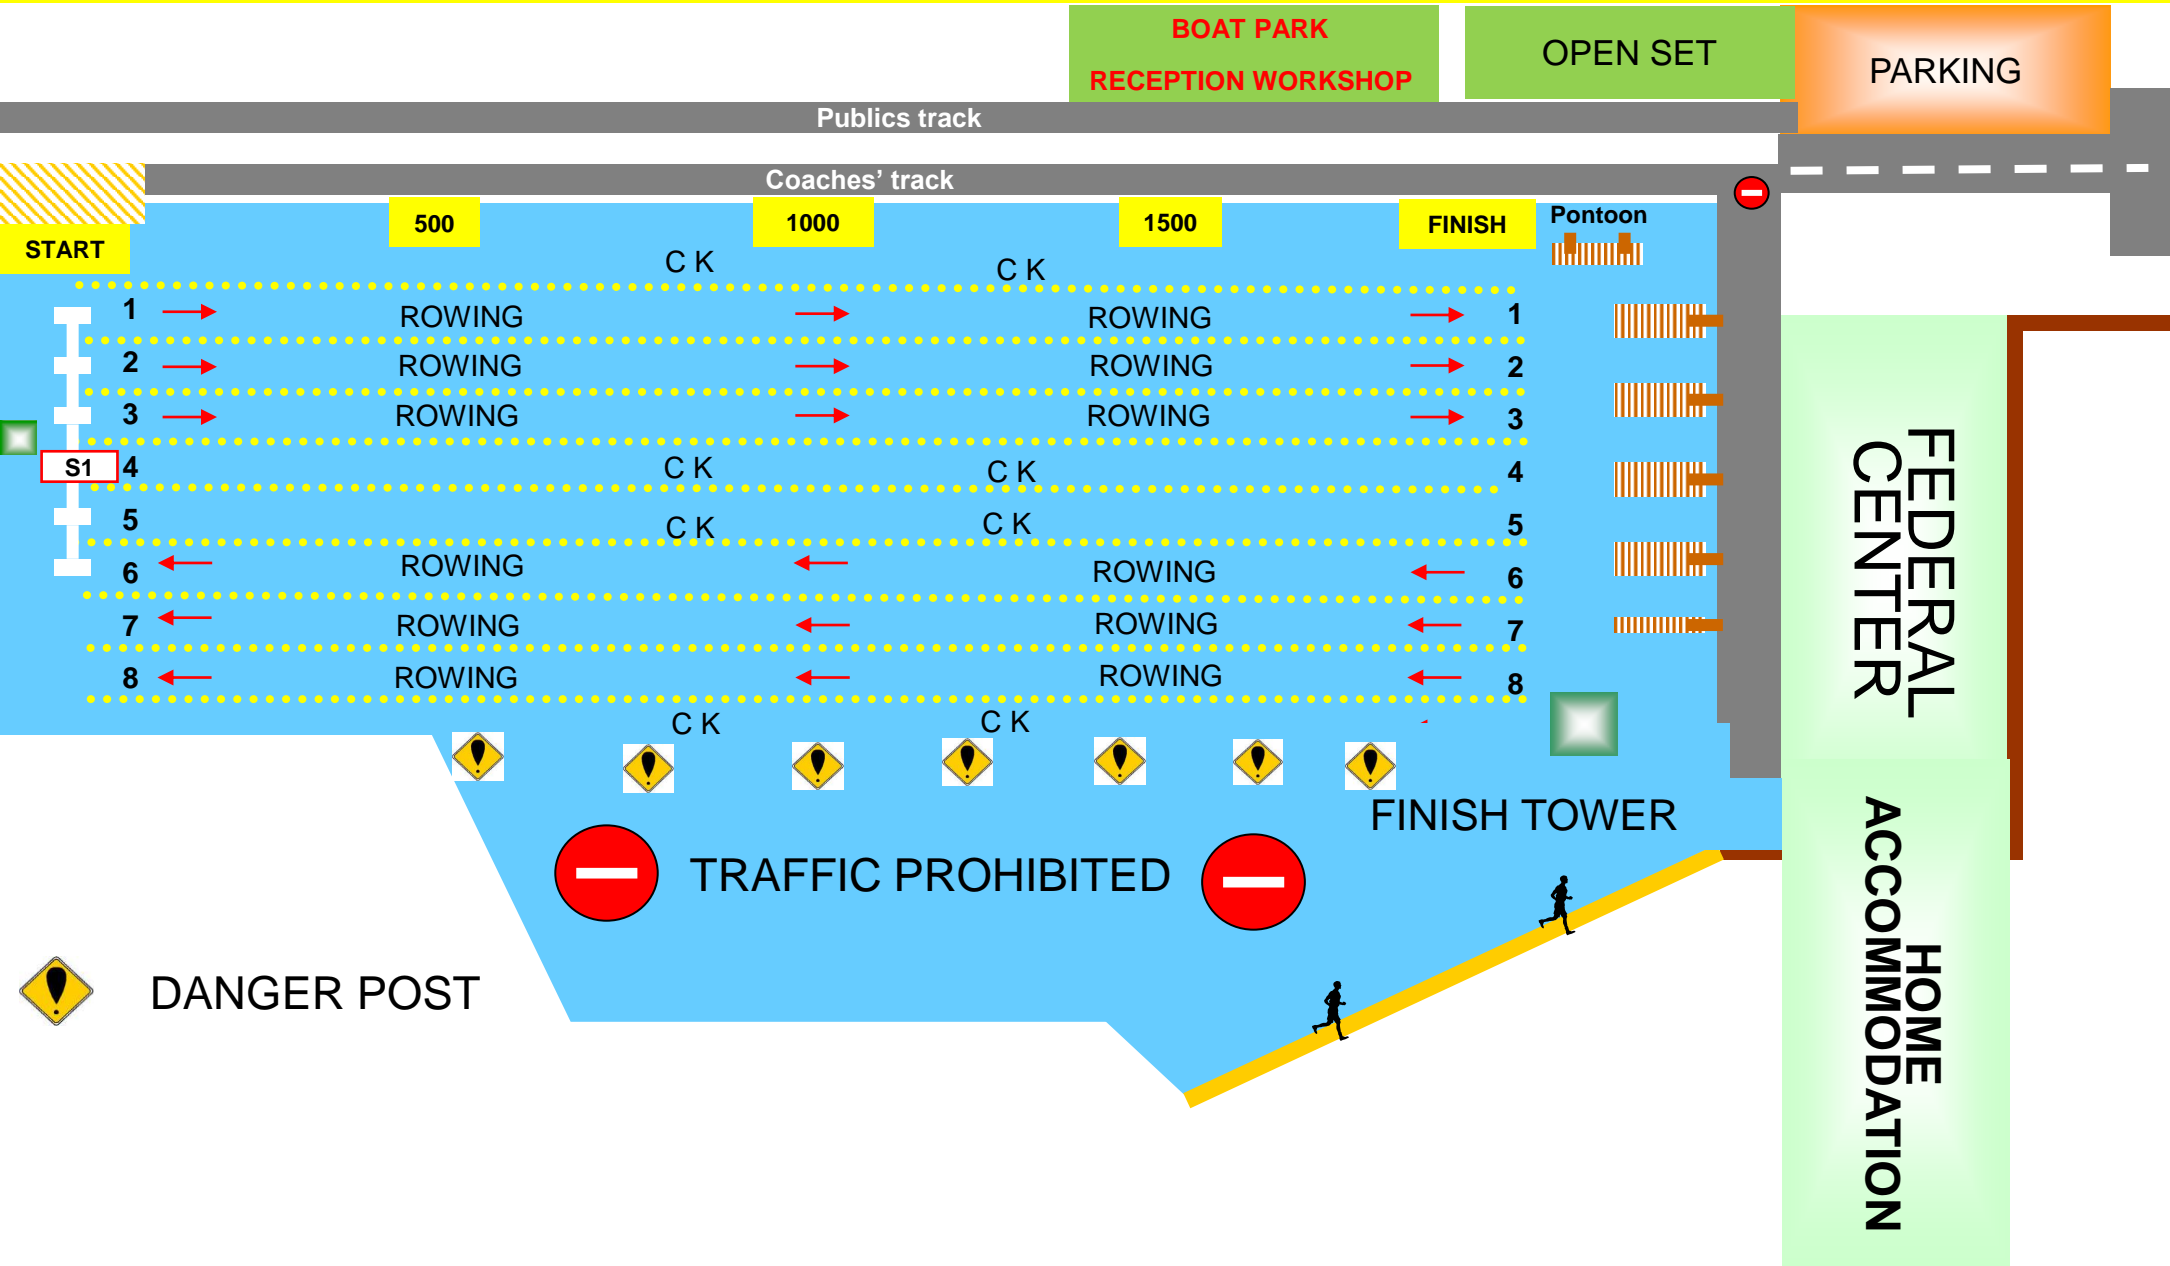 BOAT PARK
RECEPTION WORKSHOP
OPEN SET
PARKING
Publics track
Coaches’ track
START
500
1000
1500
FINISH
Pontoon
C K
C K
1
ROWING
ROWING
1
2
ROWING
ROWING
2
3
ROWING
ROWING
3
S1
4
C K
C K
4
5
C K
C K
5
6
ROWING
ROWING
6
7
ROWING
ROWING
7
8
ROWING
ROWING
8
C K
C K
FINISH TOWER
TRAFFIC PROHIBITED
DANGER POST
FEDERAL
CENTER
HOME
ACCOMMODATION